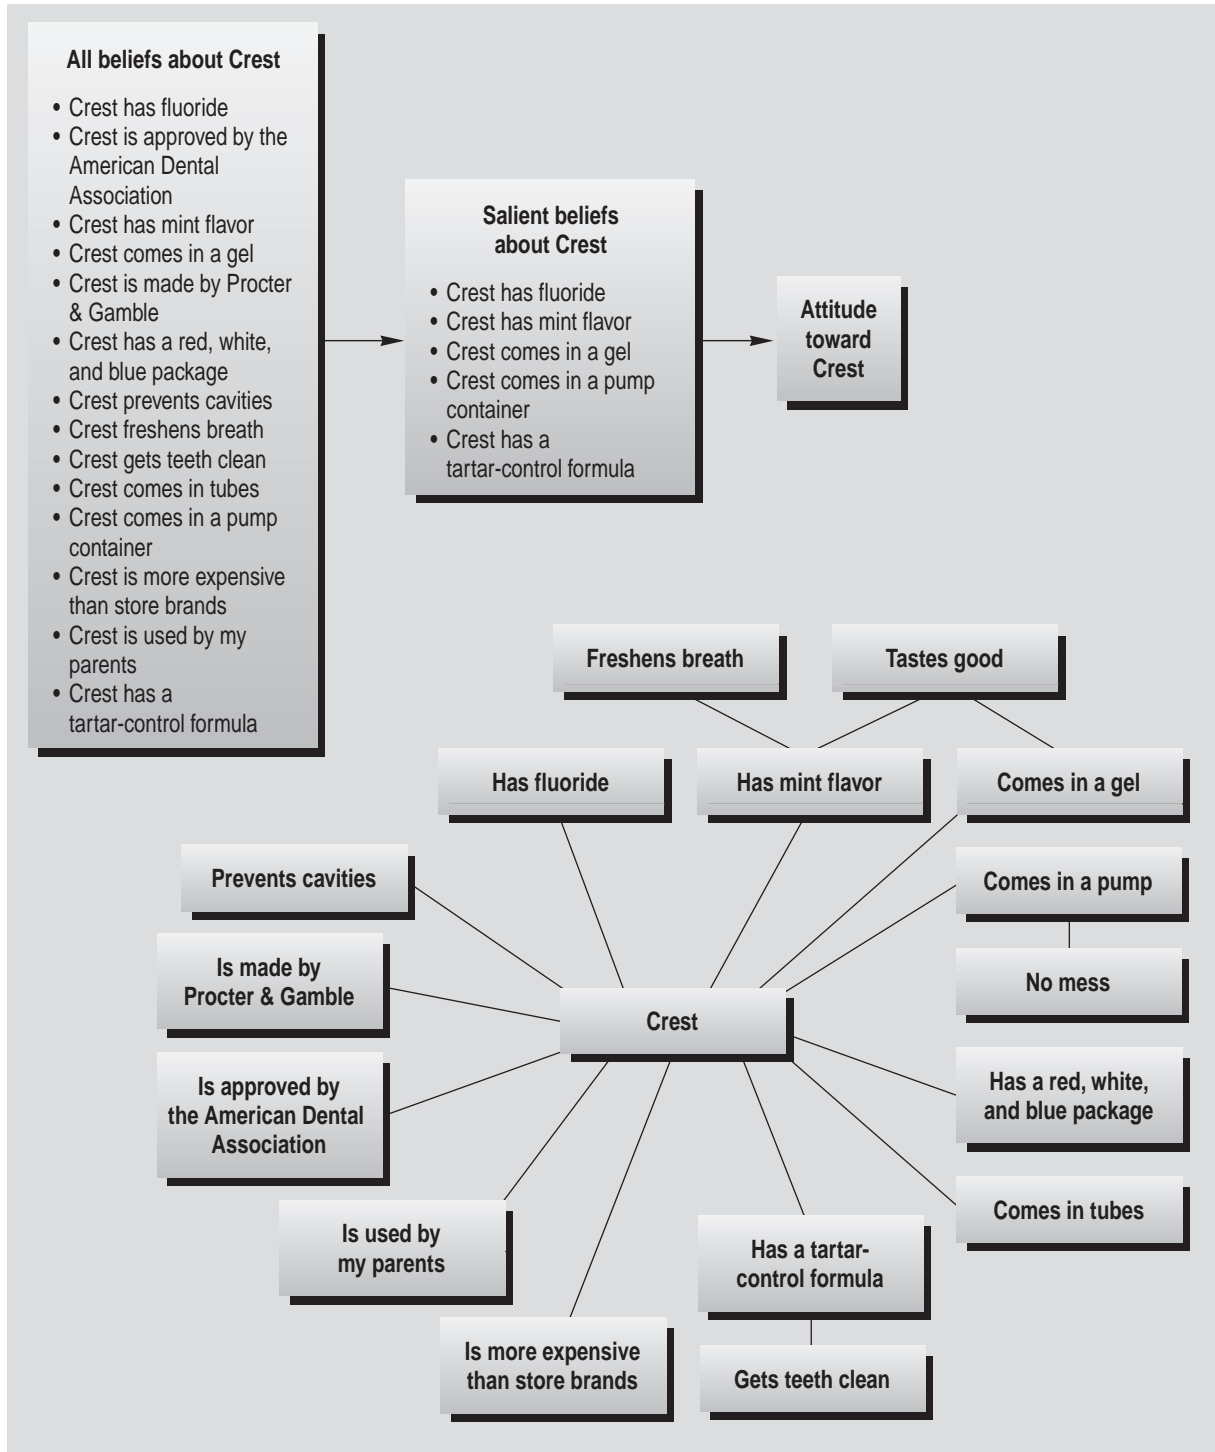 All beliefs about Crest
• Crest has fluoride
• Crest is approved by the
American Dental
Association
• Crest has mint flavor
• Crest comes in a gel
• Crest is made by Procter
& Gamble
• Crest has a red, white,
and blue package
• Crest prevents cavities
• Crest freshens breath
• Crest gets teeth clean
• Crest comes in tubes
• Crest comes in a pump
container
• Crest is more expensive
than store brands
• Crest is used by my
parents
• Crest has a
tartar-control formula
Salient beliefs
about Crest
• Crest has fluoride
• Crest has mint flavor
• Crest comes in a gel
• Crest comes in a pump
container
• Crest has a
tartar-control formula
Attitude
toward
Crest
Freshens breath
Tastes good
Has fluoride
Has mint flavor
Comes in a gel
Prevents cavities
Comes in a pump
Is made by
Procter & Gamble
No mess
Crest
Is approved by
the American Dental
Association
Has a red, white,
and blue package
Is used by
my parents
Comes in tubes
Has a tartar-
control formula
Is more expensive
than store brands
Gets teeth clean